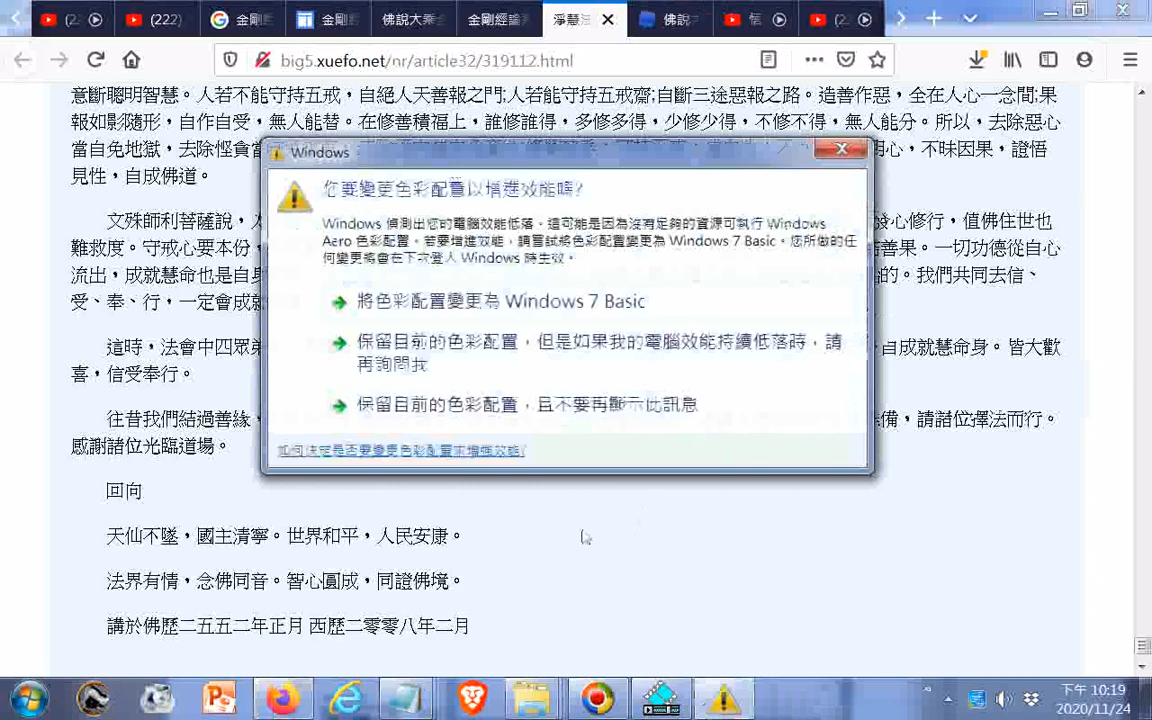 (2
(222)
金剛
金剛
佛說大乘
金剛經論
淨慧
佛說
(2
big5.xuefo.net/nr/article32/319112.html
意斷聰明智慧。人若不能守持五戒，自絕人天善報之門;人若能守持五戒齋;自斷三途惡報之路。造善作惡，全在人心一念間;果
報如影隨形，自作自受，無人能替。在修善積福上，誰修誰得，多修多得，少修少得，不修不得，無人能分。所以，去除惡心
當自免地獄，去除慳貪 明心，不昧因果，證悟
見性，自成佛道。
Windows
您要變更色彩配置以增進效能嗎?
Windows 偵測出您的電腦效能低落。這可能是因為沒有足夠的資源可執行 Windows
Aero 色彩配置。若要增進效能，請嘗試將色彩配置變更為 Windows 7 Basic。您所做的任
何變更將會在下次登入 Windows 時生效。
將色彩配置變更為 Windows 7 Basic
保留目前的色彩配置，但是如果我的電腦效能持續低落時，請
再詢問我
保留目前的色彩配置，且不要再顯示此訊息
如何決定是否要變更色彩配置來增強效能?
文殊師利菩薩說， 發心修行，值佛住世也
難救度。守戒心要本份， 善果。一切功德從自心
流出，成就慧命也是自身 的。我們共同去信、
受、奉、行，一定會成就
這時，法會中四眾弟 自成就慧命身。皆大歡
喜，信受奉行。
往昔我們結過善緣， 備，請諸位擇法而行。
感謝諸位光臨道場。
回向
天仙不墜，國主清寧。世界和平，人民安康。
法界有情，念佛同音。智心圓成，同證佛境。
講於佛歷二五五二年正月 西歷二零零八年二月
下午 10:19
2020/11/24